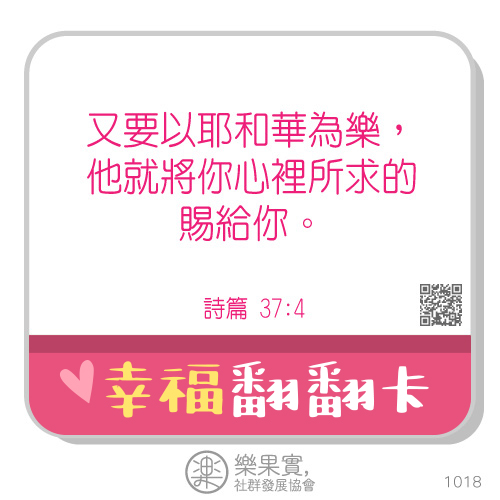 又要以耶和華為樂，
他就將你心裡所求的
賜給你。
詩篇 37:4
幸福翻翻卡
樂果實,
社群發展協會
1018